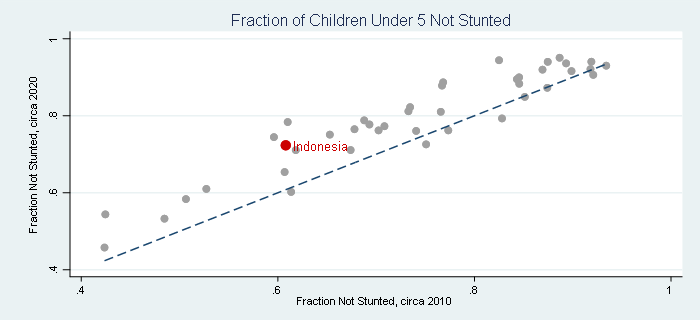 Fraction of Children Under 5 Not Stunted
Fraction Not Stunted, circa 2020
1
.8
.6
.4
Indonesia
.4 .6 .8 1
Fraction Not Stunted, circa 2010